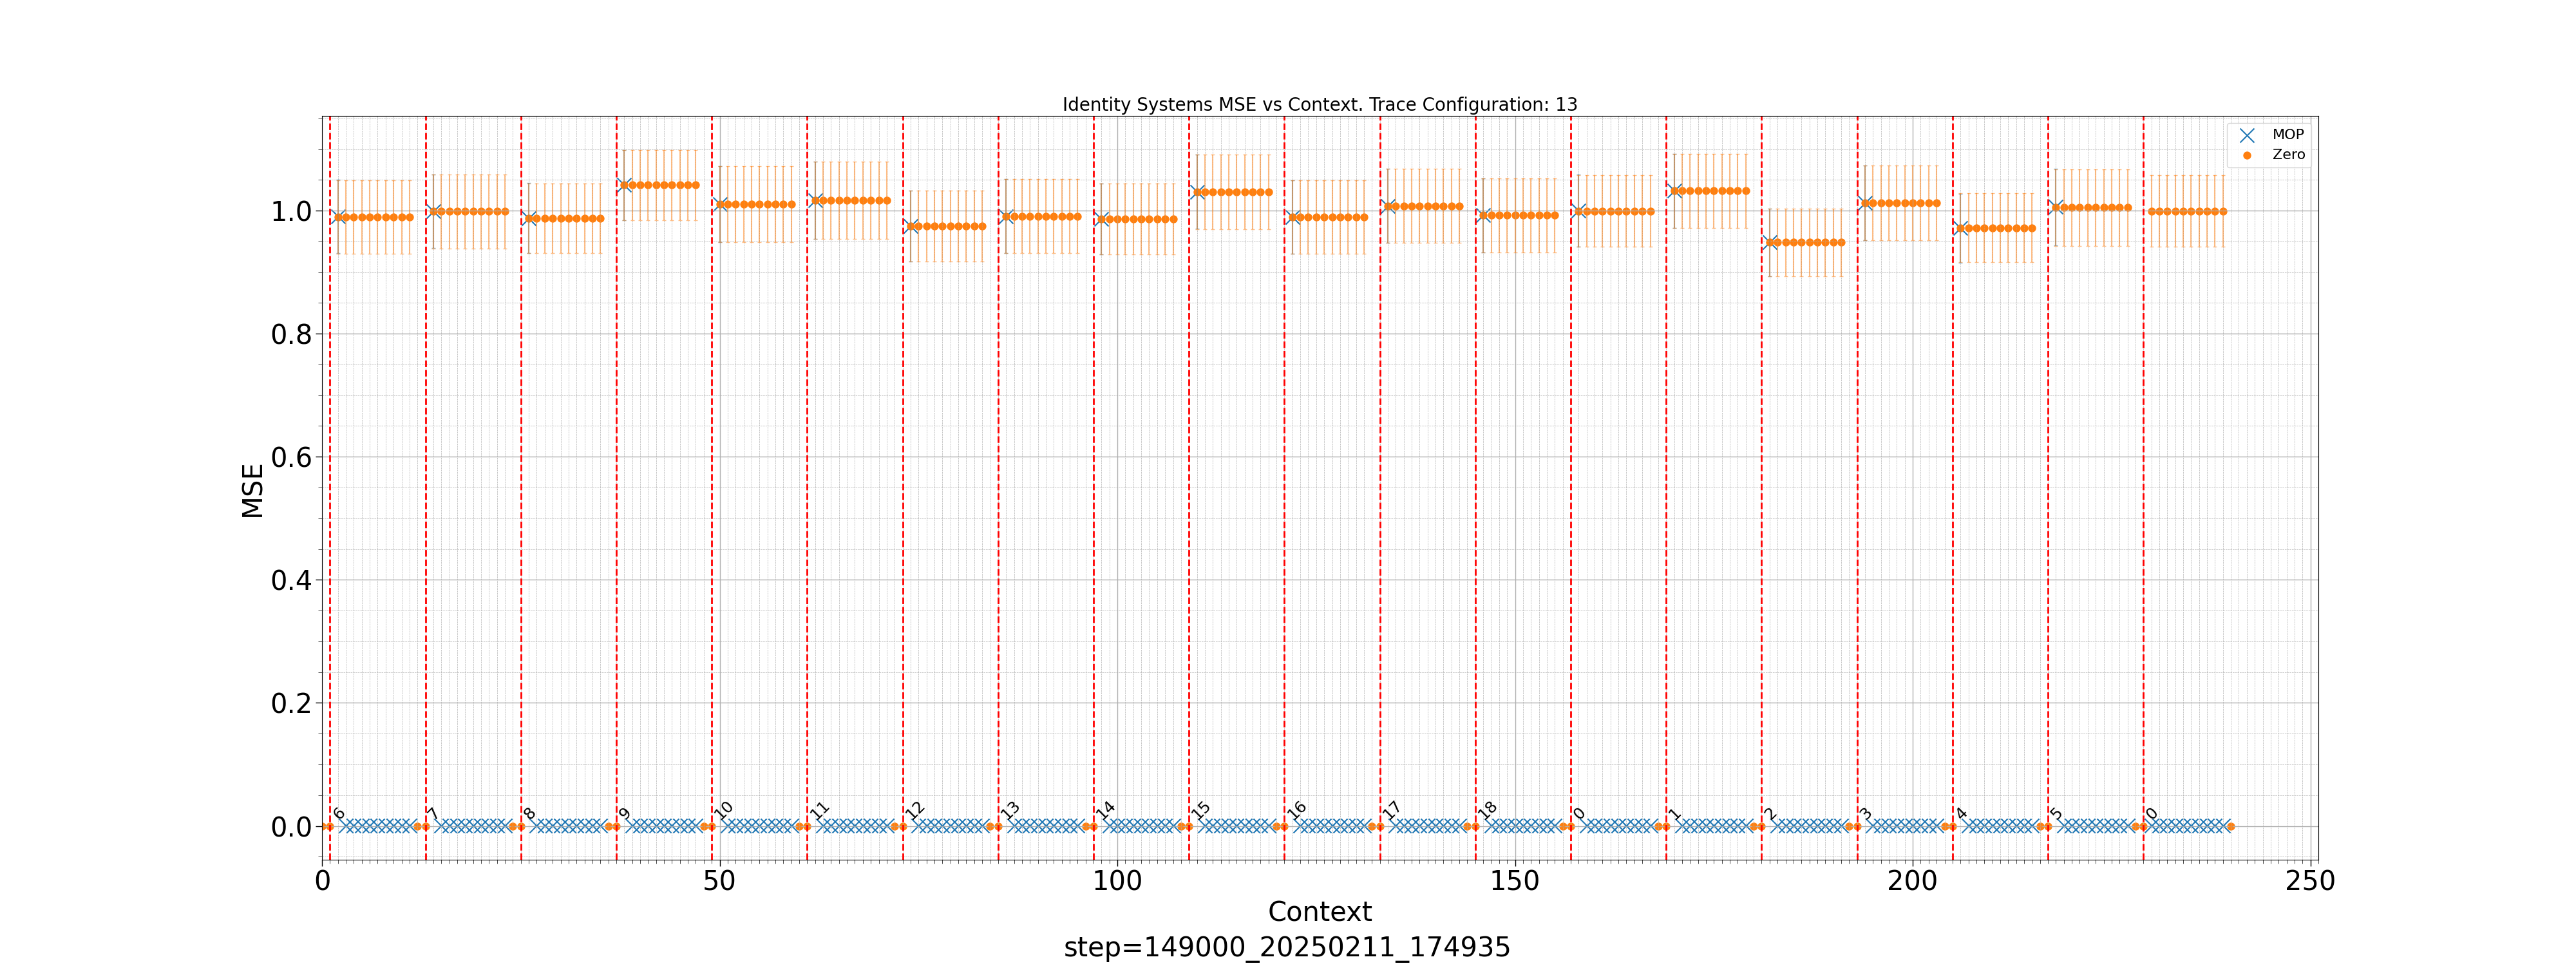 Identity Systems MSE vs Context. Trace Configuration: 13
MOP
Zero
1.0
0.8
0.6
0.4
0.2
0.0
MSE
6 7 8 9 10 11 12 13 14 15 16 17 18 0 1 2 3 4 5 0
0 50 100 150 200 250
Context
step=149000_20250211_174935